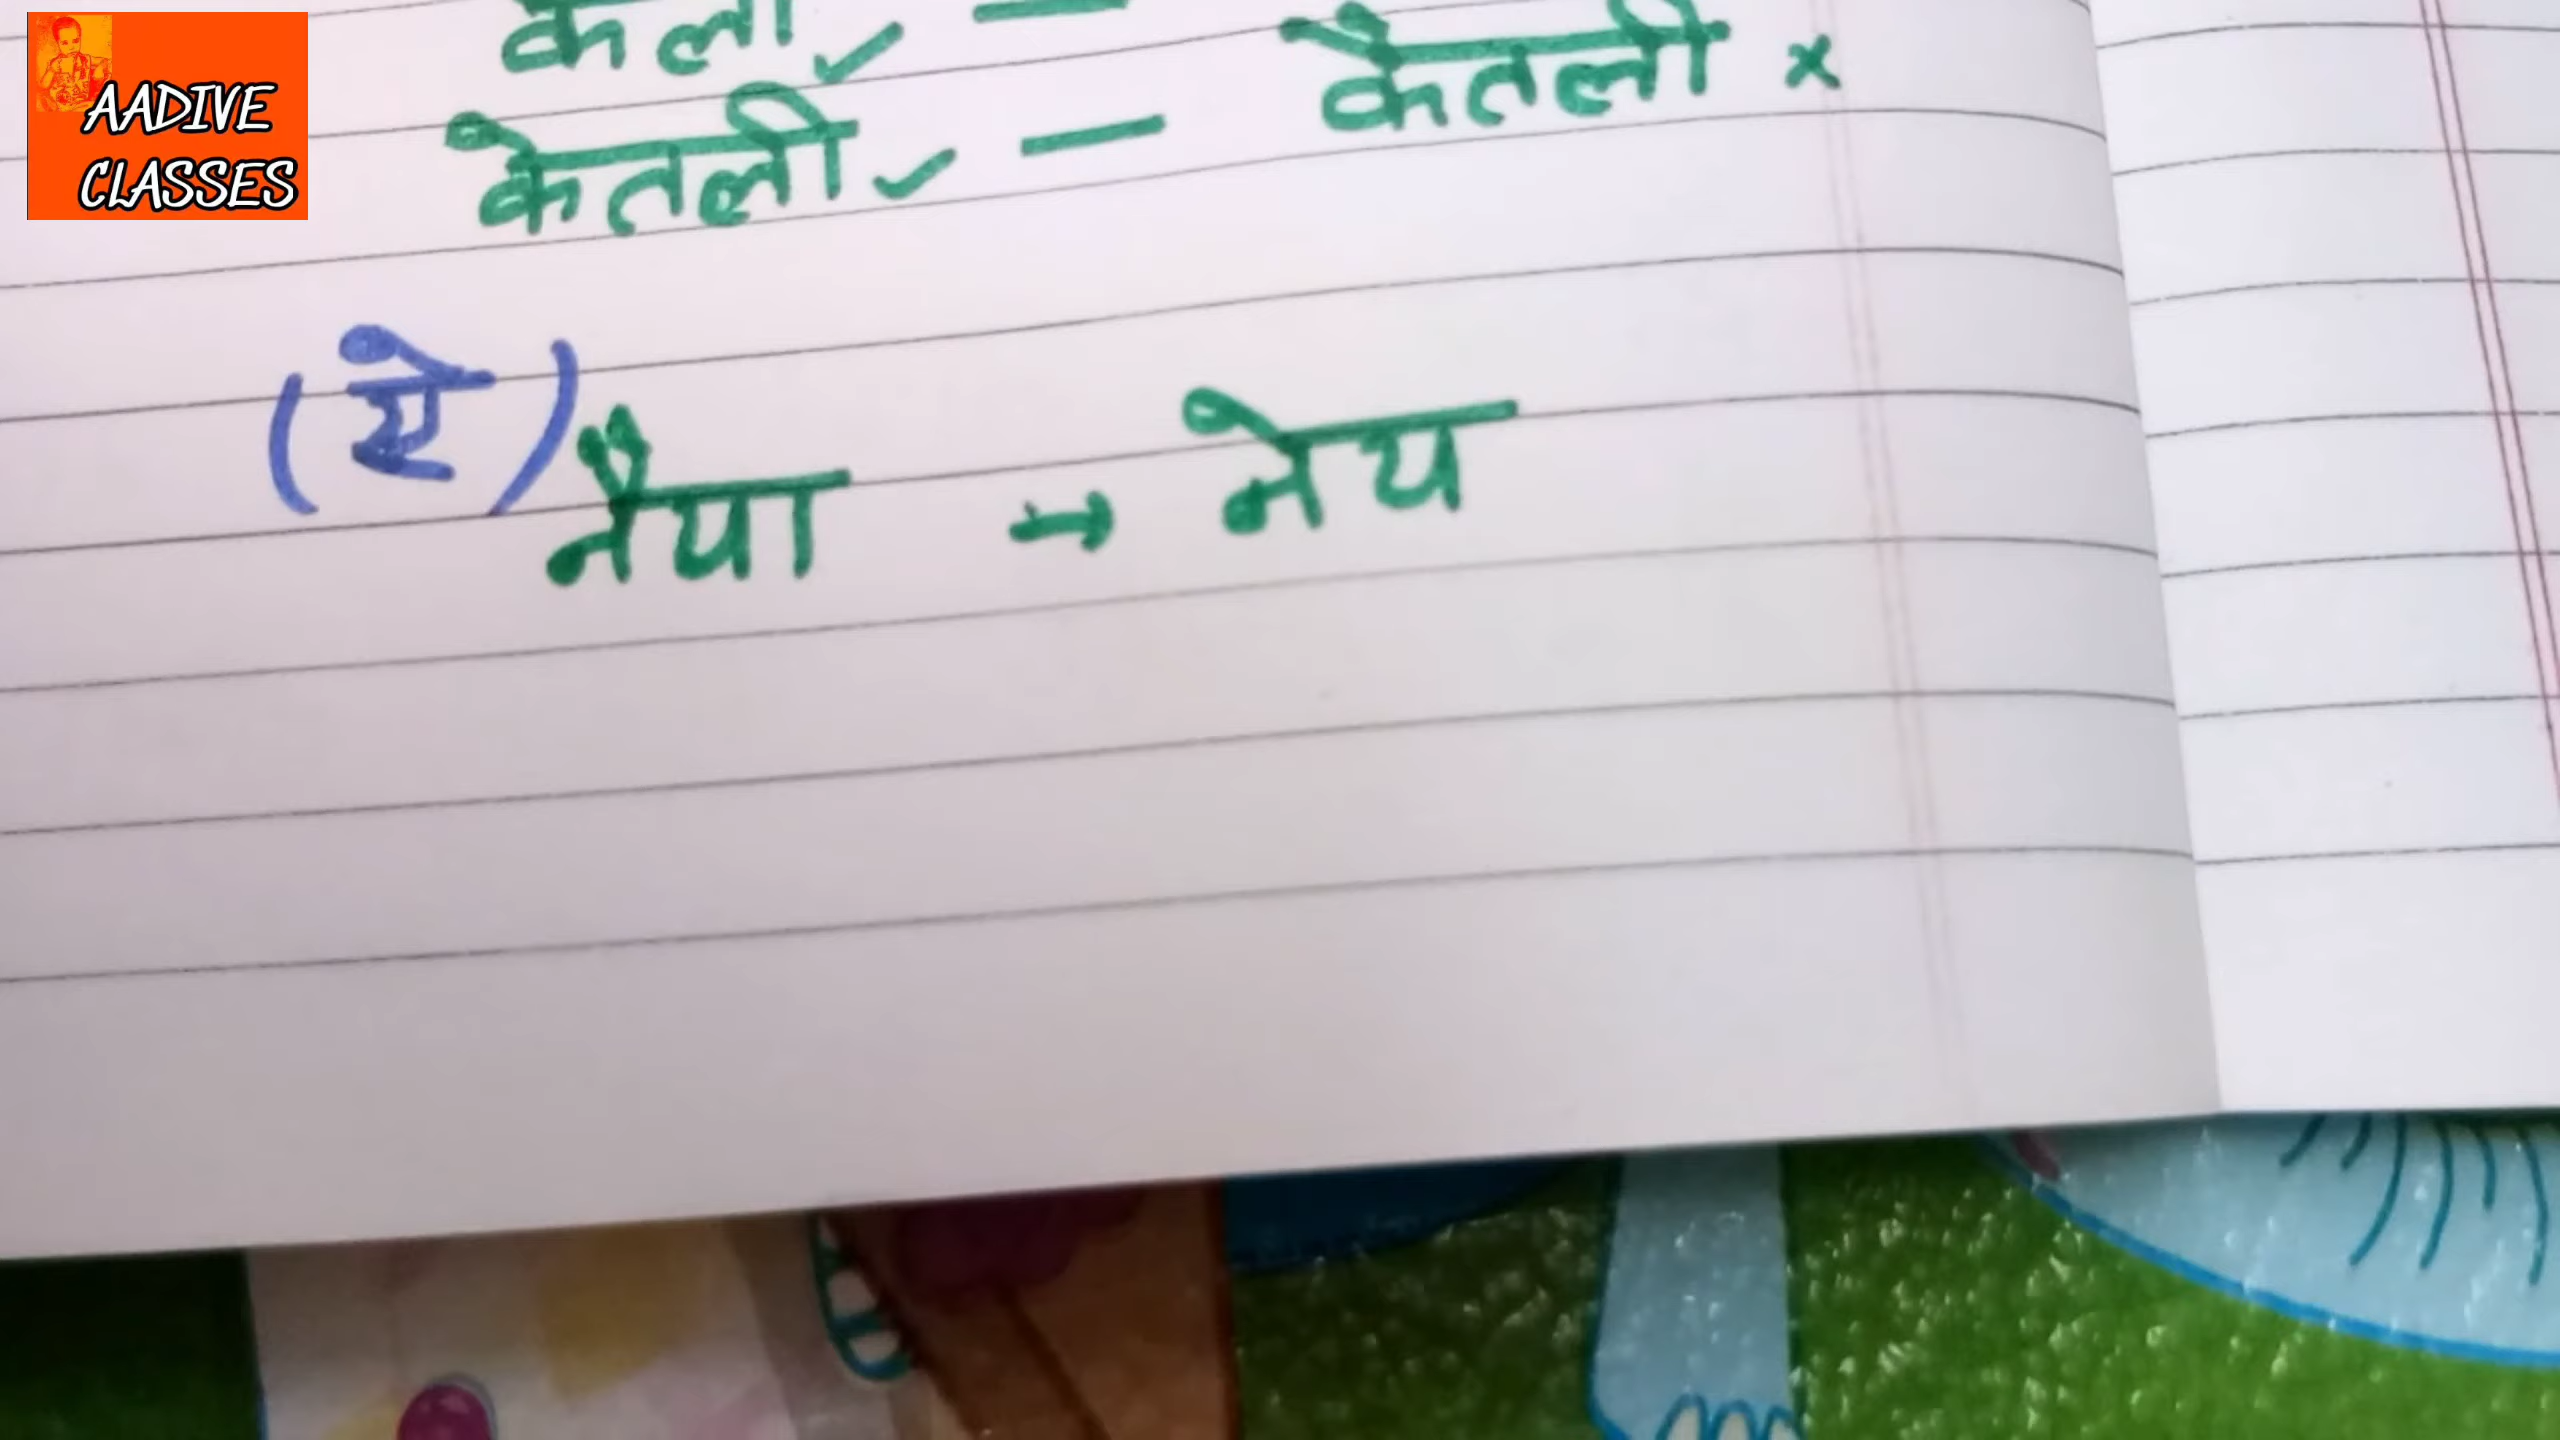 AADIVE
CLASSES
केतली ✓ — कैतली ×
(ऐ)
नैया → नेय